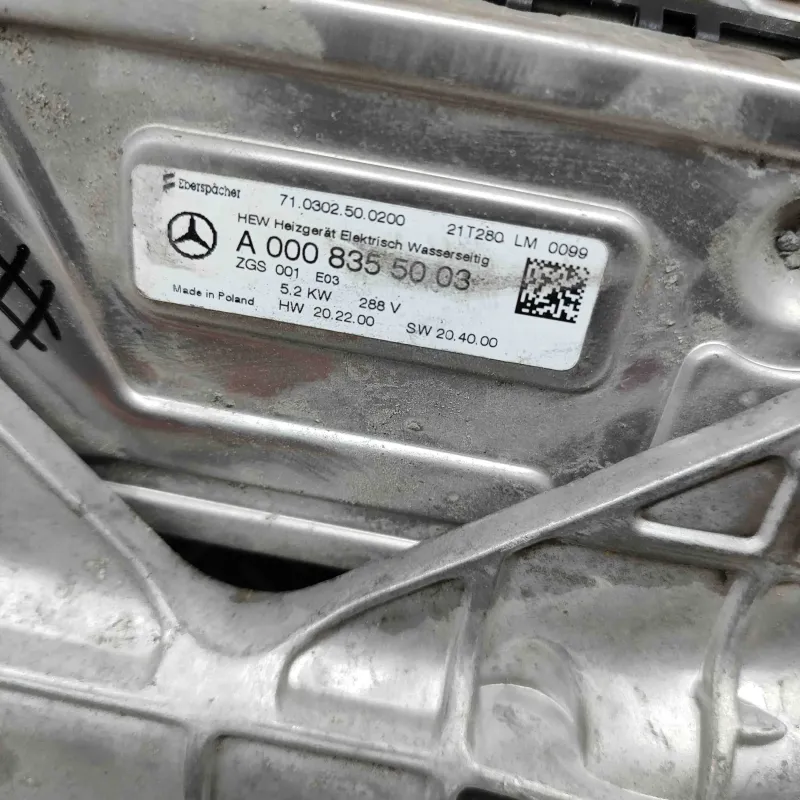 Eberspächer
71.0302.50.0200 21T280 LM 0099
HEW Heizgerät Elektrisch Wasserseitig
A 000 835 50 03
ZGS 001 E03
5.2 KW 288 V
Made in Poland HW 20.22.00 SW 20.40.00
#